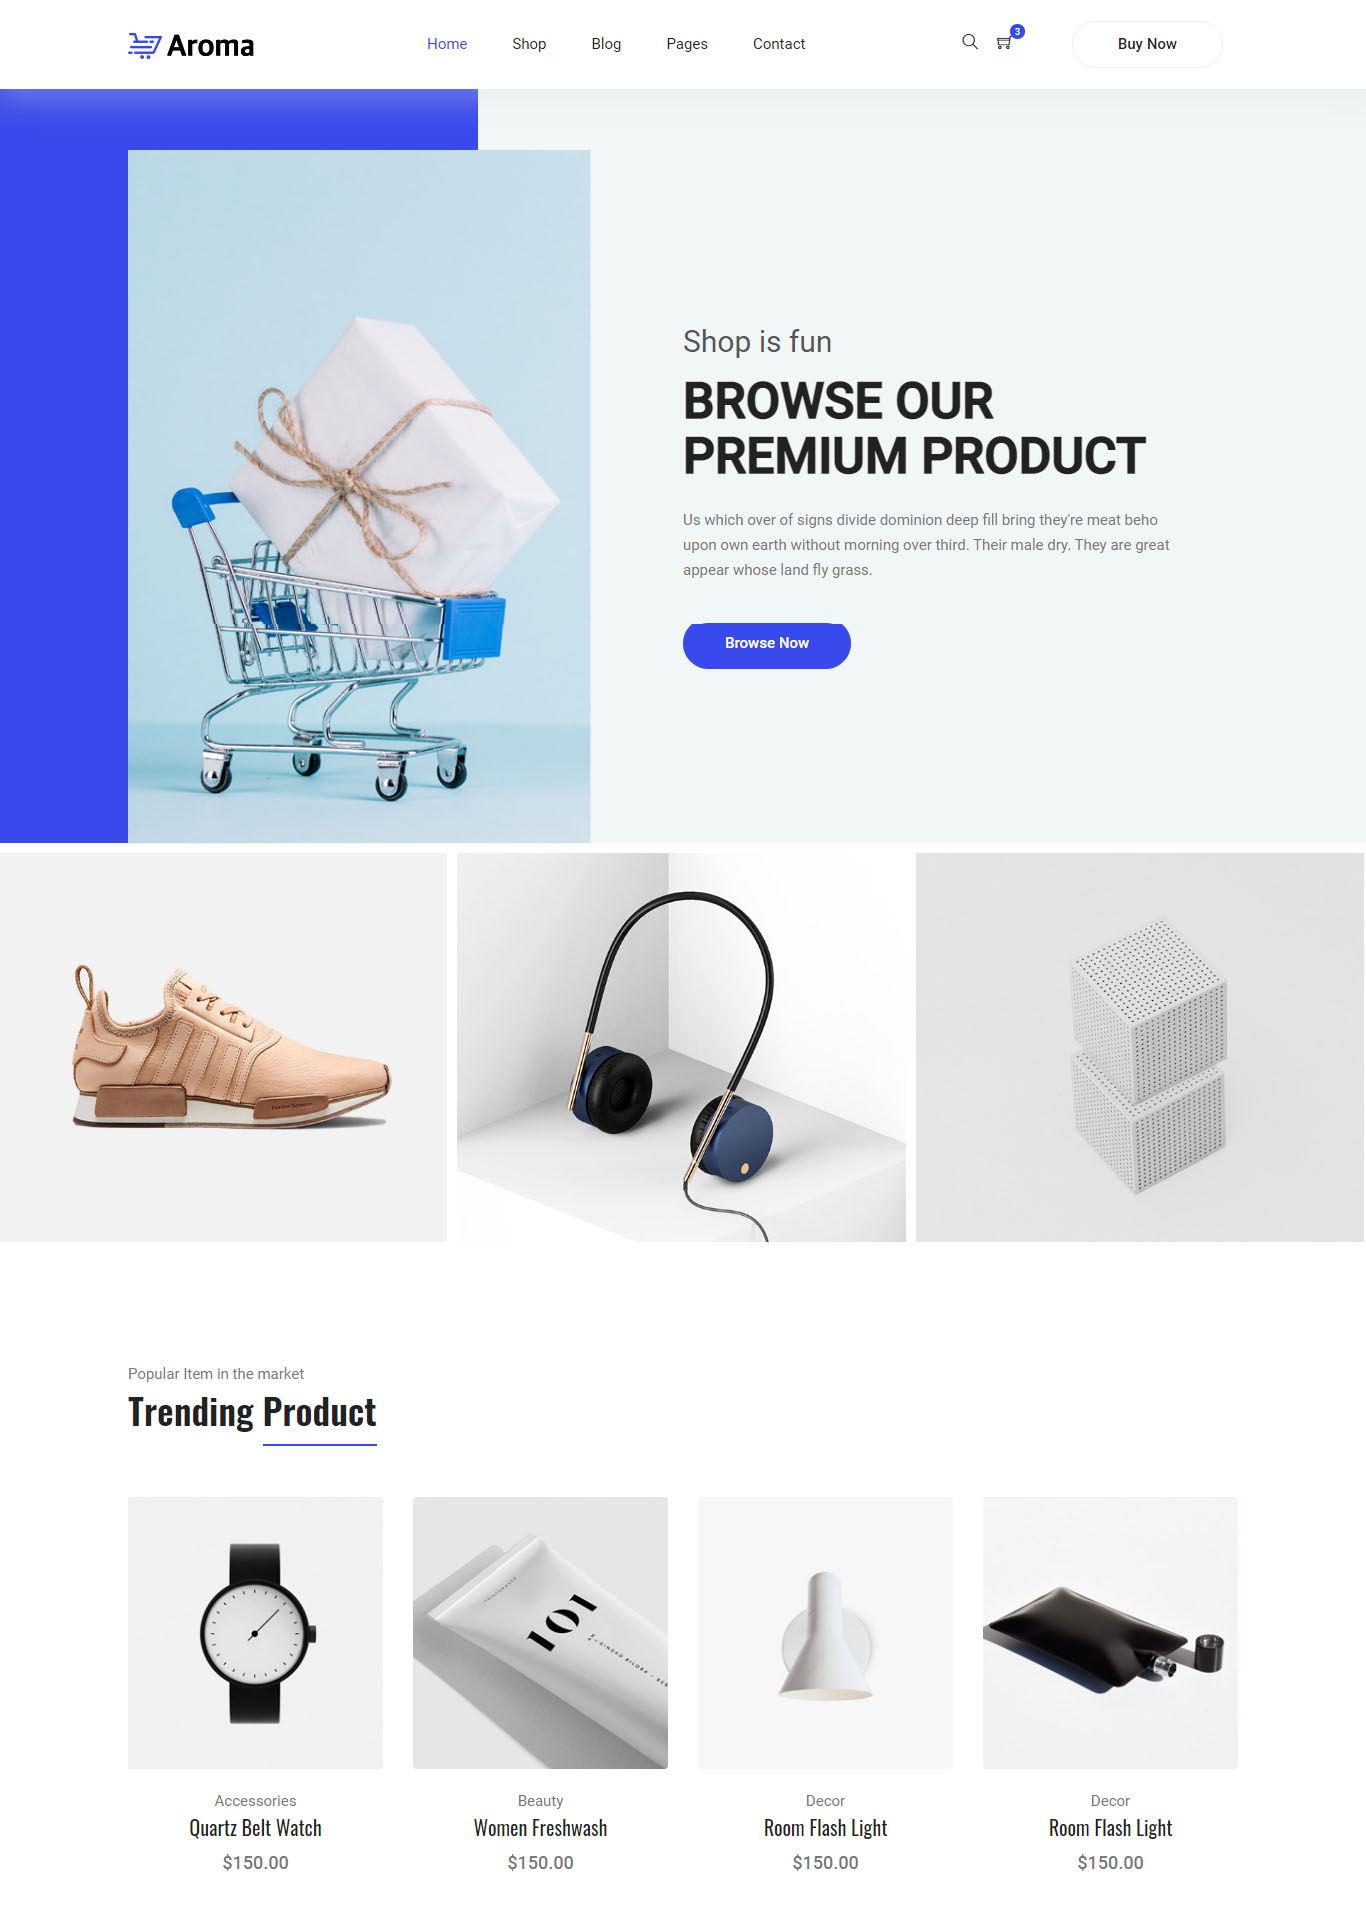 Aroma
Home Shop Blog Pages Contact
3
Buy Now
Shop is fun
BROWSE OUR
PREMIUM PRODUCT
Us which over of signs divide dominion deep fill bring they're meat beho
upon own earth without morning over third. Their male dry. They are great
appear whose land fly grass.
Browse Now
Popular Item in the market
Trending Product
101
Accessories
Quartz Belt Watch
$150.00
Beauty
Women Freshwash
$150.00
Decor
Room Flash Light
$150.00
Decor
Room Flash Light
$150.00